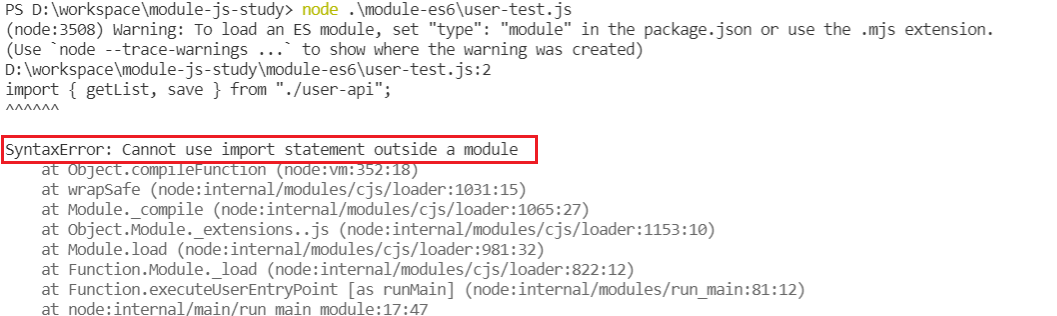 PS D:\workspace\module-js-study> node .\module-es6\user-test.js
(node:3508) Warning: To load an ES module, set "type": "module" in the package.json or use the .mjs extension.
(Use `node --trace-warnings ...` to show where the warning was created)
D:\workspace\module-js-study\module-es6\user-test.js:2
import { getList, save } from "./user-api";
^^^^^^
SyntaxError: Cannot use import statement outside a module
    at Object.compileFunction (node:vm:352:18)
    at wrapSafe (node:internal/modules/cjs/loader:1031:15)
    at Module._compile (node:internal/modules/cjs/loader:1065:27)
    at Object.Module._extensions..js (node:internal/modules/cjs/loader:1153:10)
    at Module.load (node:internal/modules/cjs/loader:981:32)
    at Function.Module._load (node:internal/modules/cjs/loader:822:12)
    at Function.executeUserEntryPoint [as runMain] (node:internal/modules/run_main:81:12)
    at node:internal/main/run_main_module:17:47